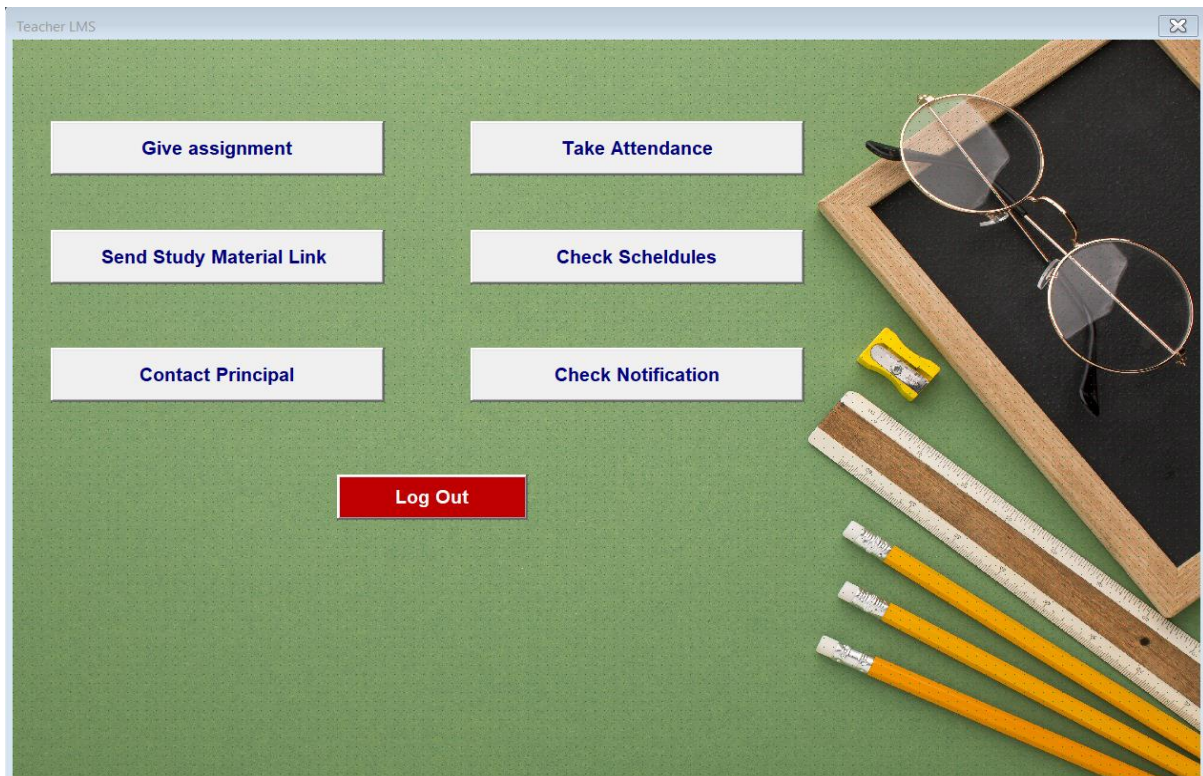 Teacher LMS
Give assignment
Take Attendance
Send Study Material Link
Check Scheldules
Contact Principal
Check Notification
Log Out